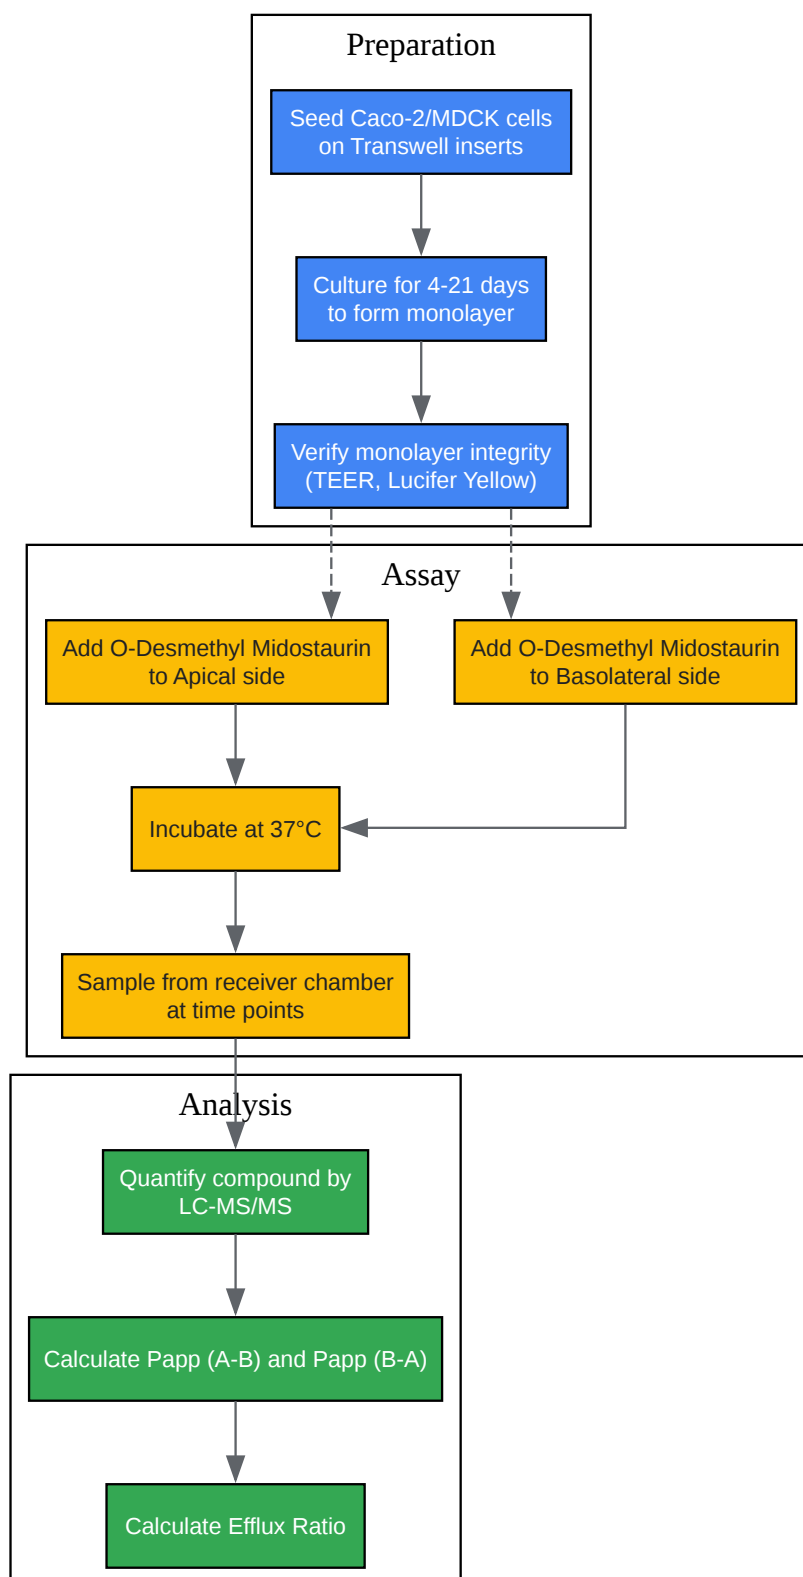 Preparation
Seed Caco-2/MDCK cells
on Transwell inserts
Culture for 4-21 days
to form monolayer
Verify monolayer integrity
(TEER, Lucifer Yellow)
Assay
Add O-Desmethyl Midostaurin
to Apical side
Add O-Desmethyl Midostaurin
to Basolateral side
Incubate at 37°C
Sample from receiver chamber
at time points
Analysis
Quantify compound by
LC-MS/MS
Calculate Papp (A-B) and Papp (B-A)
Calculate Efflux Ratio